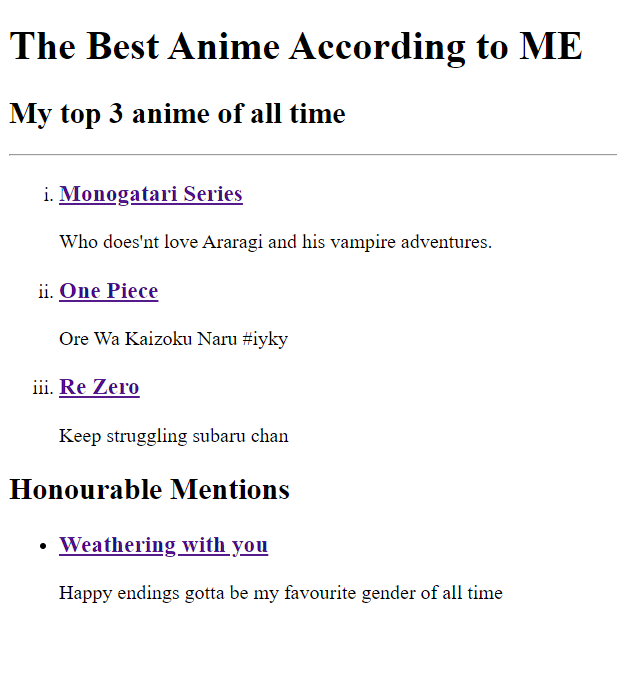 The Best Anime According to ME
My top 3 anime of all time
i. Monogatari Series
Who does'nt love Araragi and his vampire adventures.
ii. One Piece
Ore Wa Kaizoku Naru #iyky
iii. Re Zero
Keep struggling subaru chan
Honourable Mentions
• Weathering with you
Happy endings gotta be my favourite gender of all time